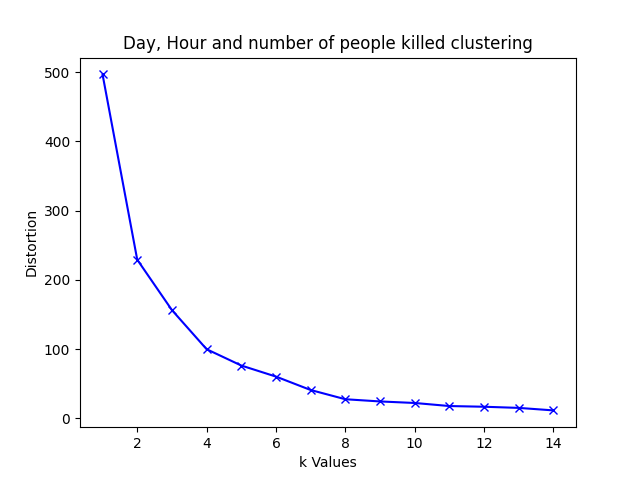 Day, Hour and number of people killed clustering
500
400
300
200
100
0
Distortion
2 4 6 8 10 12 14
k Values